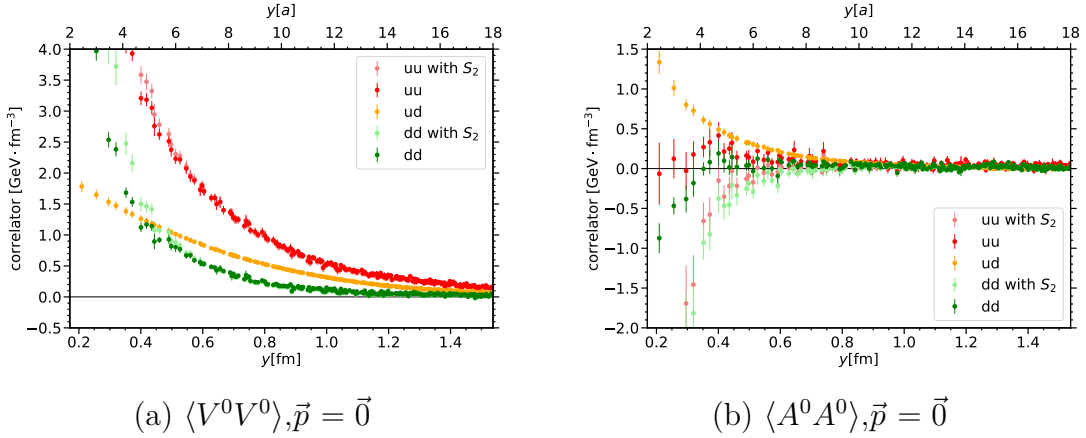 y[a]
2 4 6 8 10 12 14 16 18
4.0
3.5
3.0
2.5
2.0
1.5
1.0
0.5
0.0
−0.5
correlator [GeV · fm⁻³]
uu with S₂
uu
ud
dd with S₂
dd
0.2 0.4 0.6 0.8 1.0 1.2 1.4
y[fm]
(a) ⟨V⁰V⁰⟩,p⃗ = 0⃗
y[a]
2 4 6 8 10 12 14 16 18
1.5
1.0
0.5
0.0
−0.5
−1.0
−1.5
−2.0
correlator [GeV · fm⁻³]
uu with S₂
uu
ud
dd with S₂
dd
0.2 0.4 0.6 0.8 1.0 1.2 1.4
y[fm]
(b) ⟨A⁰A⁰⟩,p⃗ = 0⃗